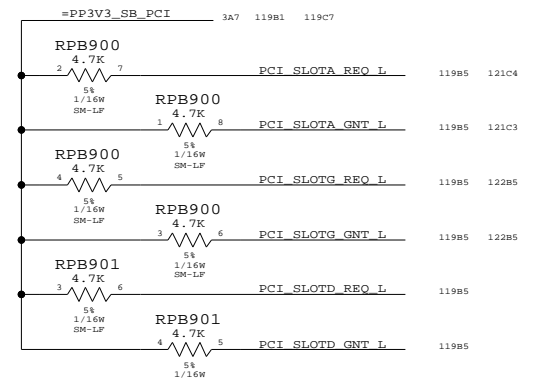 =PP3V3_SB_PCI 3A7 119B1 119C7
RPB900
4.7K
2 7 PCI_SLOTA_REQ_L 119B5 121C4
5%
1/16W
SM-LF
RPB900
4.7K
1 8 PCI_SLOTA_GNT_L 119B5 121C3
5%
1/16W
SM-LF
RPB900
4.7K
4 5 PCI_SLOTG_REQ_L 119B5 122B5
5%
1/16W
SM-LF
RPB900
4.7K
3 6 PCI_SLOTG_GNT_L 119B5 122B5
5%
1/16W
SM-LF
RPB901
4.7K
3 6 PCI_SLOTD_REQ_L 119B5
5%
1/16W
SM-LF
RPB901
4.7K
4 5 PCI_SLOTD_GNT_L 119B5
5%
1/16W